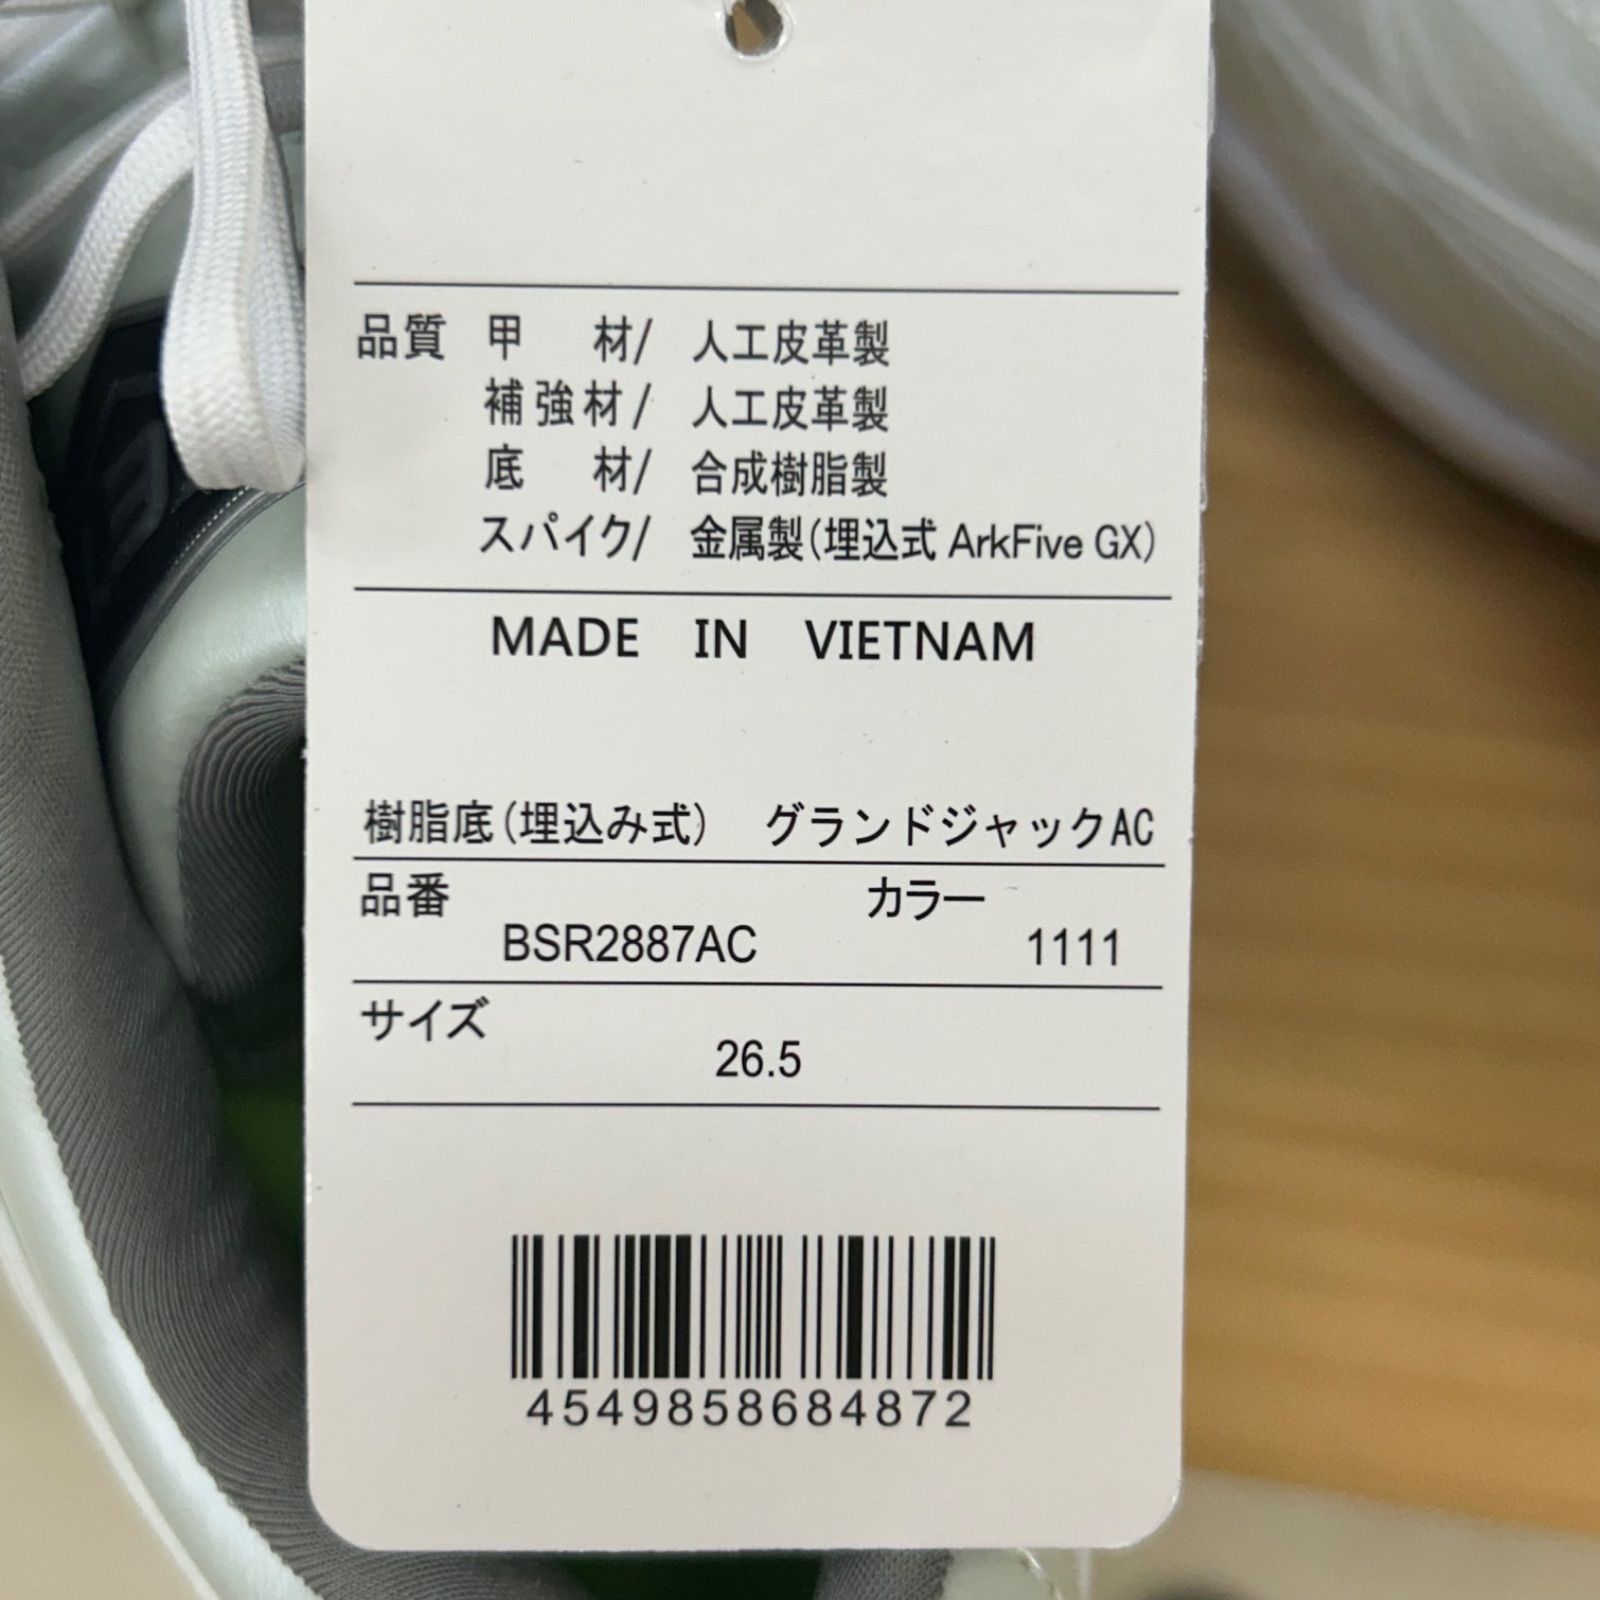 品質 甲 材/ 人工皮革製
補強材/ 人工皮革製
底 材/ 合成樹脂製
スパイク/ 金属製(埋込式 ArkFive GX)
MADE IN VIETNAM
樹脂底(埋込み式) グランドジャックAC
品番 カラー
BSR2887AC 1111
サイズ
26.5
4549858684872